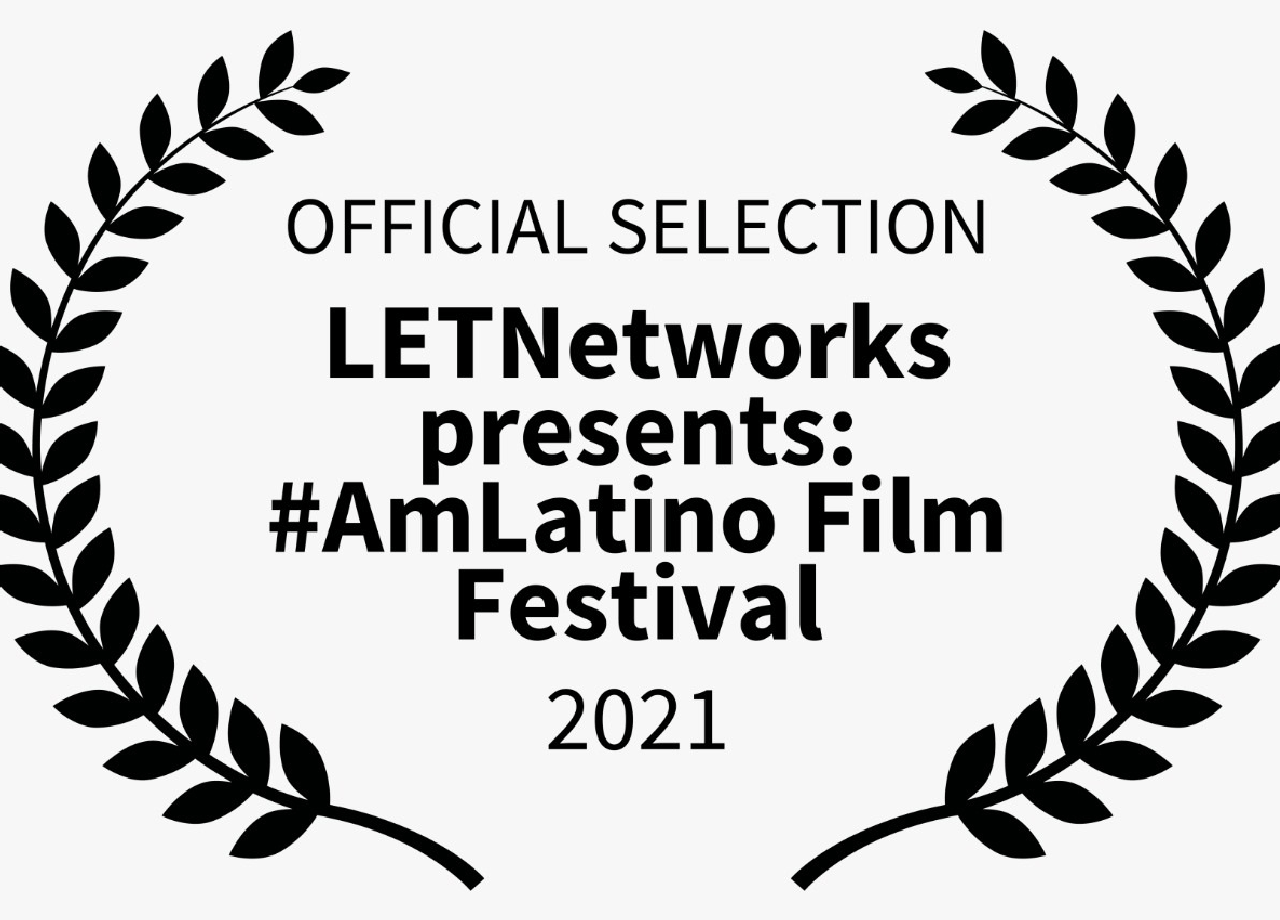 OFFICIAL SELECTION
LETNetworks
presents:
#AmLatino Film
Festival
2021